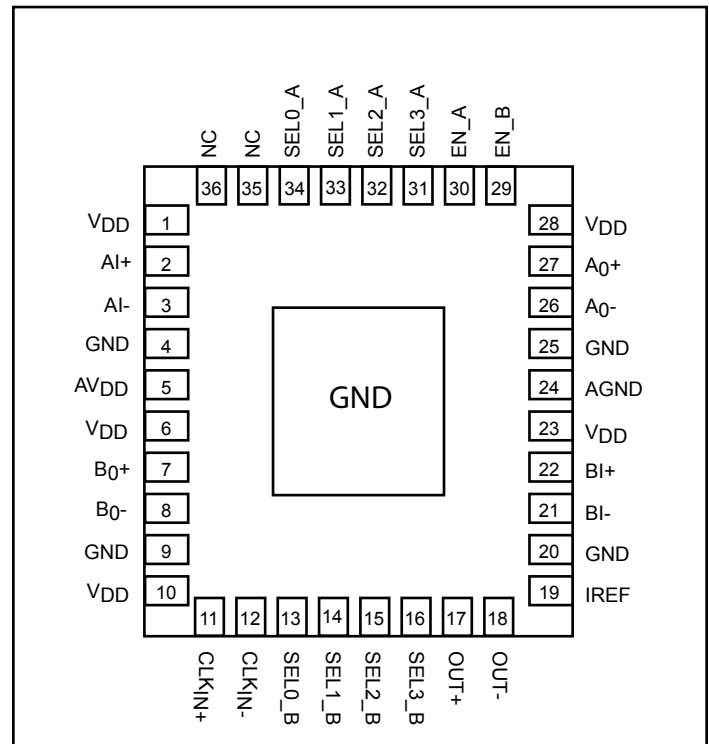 NC
NC
SEL0_A
SEL1_A
SEL2_A
SEL3_A
EN_A
EN_B
36
35
34
33
32
31
30
29
VDD 1
AI+ 2
AI- 3
GND 4
AVDD 5
VDD 6
B0+ 7
B0- 8
GND 9
VDD 10
GND
28 VDD
27 A0+
26 A0-
25 GND
24 AGND
23 VDD
22 BI+
21 BI-
20 GND
19 IREF
11
12
13
14
15
16
17
18
CLKIN+
CLKIN-
SEL0_B
SEL1_B
SEL2_B
SEL3_B
OUT+
OUT-